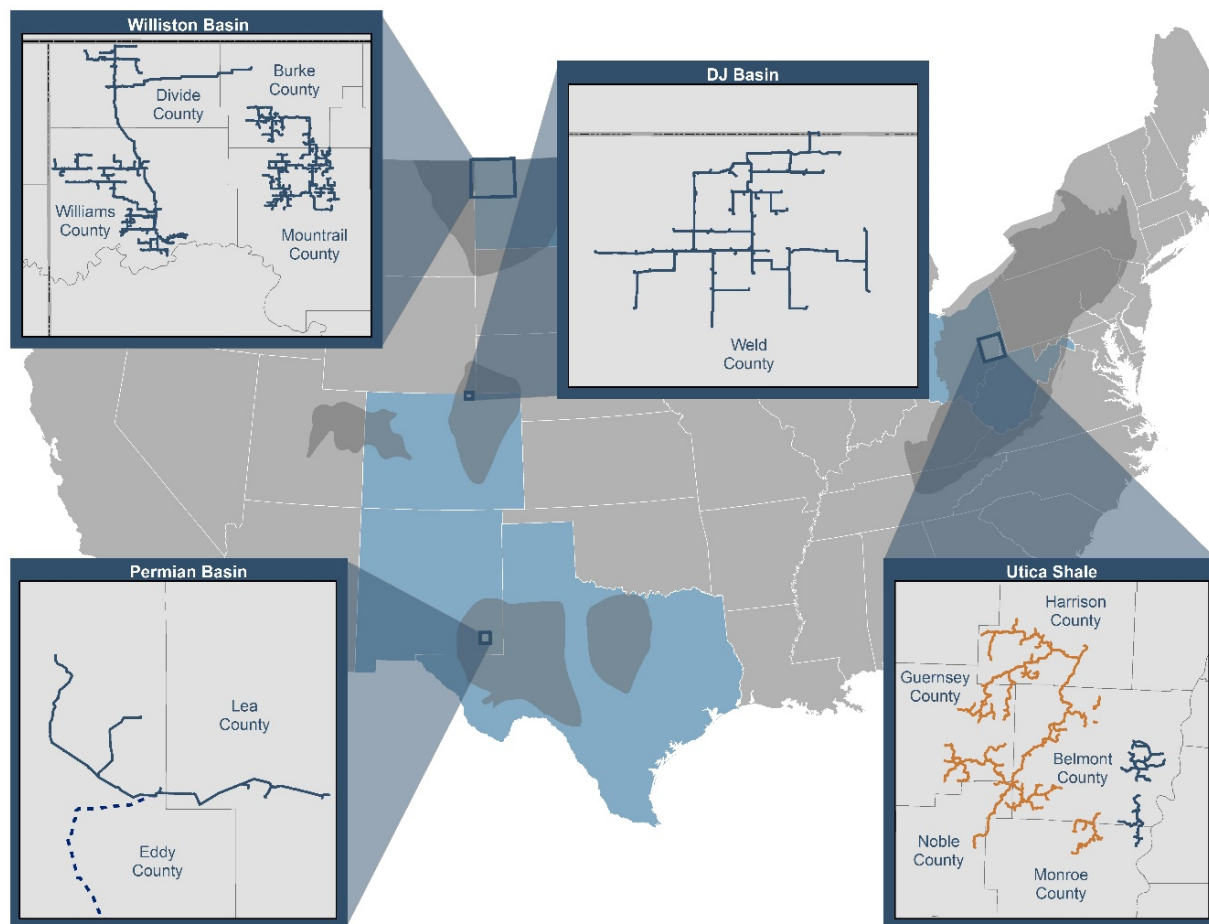 Williston Basin
Burke
County
Divide
County
Williams
County
Mountrail
County
DJ Basin
Weld
County
Permian Basin
Lea
County
Eddy
County
Utica Shale
Harrison
County
Guernsey
County
Belmont
County
Noble
County
Monroe
County